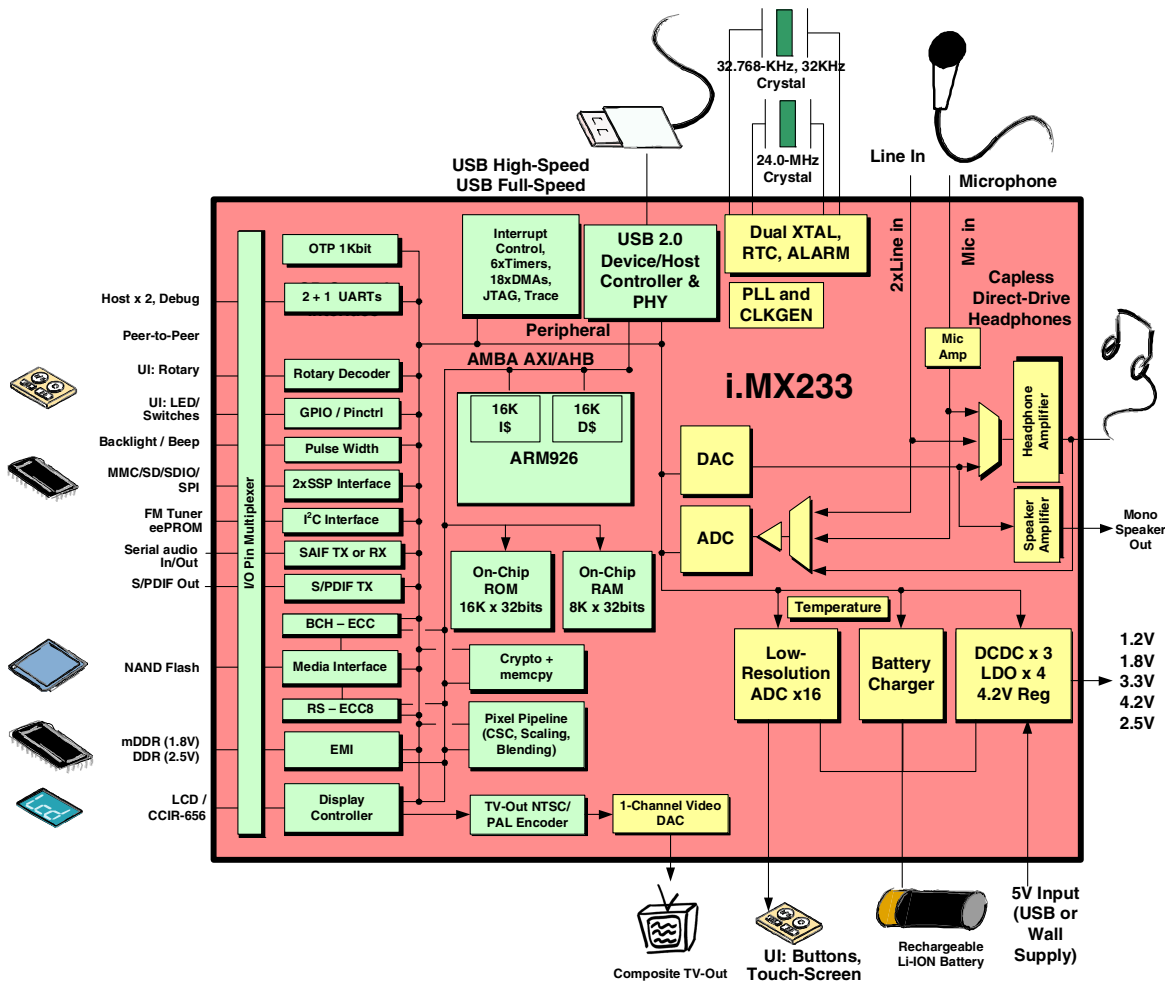 32.768-KHz, 32KHz
Crystal
24.0-MHz
Crystal
Line In
Microphone
USB High-Speed
USB Full-Speed
2xLine in
Mic in
I/O Pin Multiplexer
OTP 1Kbit
Interrupt
Control,
6xTimers,
18xDMAs,
JTAG, Trace
USB 2.0
Device/Host
Controller &
PHY
Dual XTAL,
RTC, ALARM
PLL and
CLKGEN
Capless
Direct-Drive
Headphones
Host x 2, Debug
2 + 1 UARTs
Peripheral
Peer-to-Peer
AMBA AXI/AHB
Mic
Amp
UI: Rotary
Rotary Decoder
i.MX233
UI: LED/
Switches
GPIO / Pinctrl
16K
I$
16K
D$
ARM926
Headphone
Amplifier
Backlight / Beep
Pulse Width
DAC
MMC/SD/SDIO/
SPI
2xSSP Interface
FM Tuner
eePROM
I²C Interface
ADC
Speaker
Amplifier
Mono
Speaker
Out
Serial audio
In/Out
SAIF TX or RX
S/PDIF Out
S/PDIF TX
On-Chip
ROM
16K x 32bits
On-Chip
RAM
8K x 32bits
Temperature
BCH – ECC
Low-
Resolution
ADC x16
Battery
Charger
DCDC x 3
LDO x 4
4.2V Reg
1.2V
1.8V
3.3V
4.2V
2.5V
NAND Flash
Media Interface
Crypto +
memcpy
RS – ECC8
Pixel Pipeline
(CSC, Scaling,
Blending)
mDDR (1.8V)
DDR (2.5V)
EMI
lcd
LCD /
CCIR-656
Display
Controller
TV-Out NTSC/
PAL Encoder
1-Channel Video
DAC
Composite TV-Out
UI: Buttons,
Touch-Screen
Rechargeable
Li-ION Battery
5V Input
(USB or
Wall
Supply)